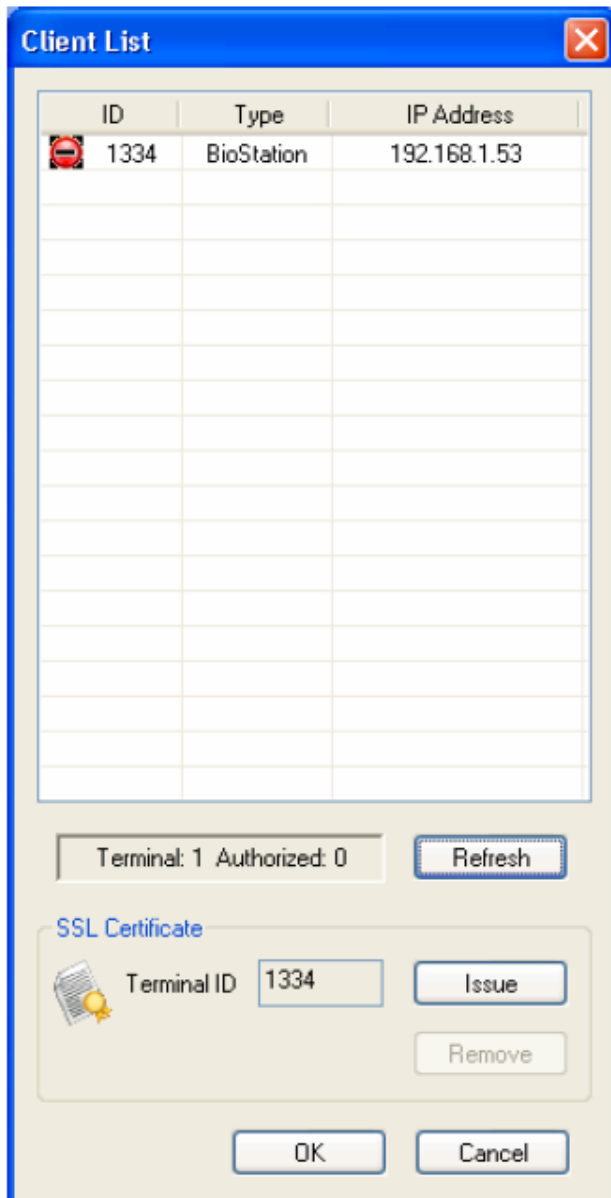 Client List
ID Type IP Address
1334 BioStation 192.168.1.53
Terminal: 1 Authorized: 0 Refresh
SSL Certificate
Terminal ID 1334 Issue
Remove
OK Cancel